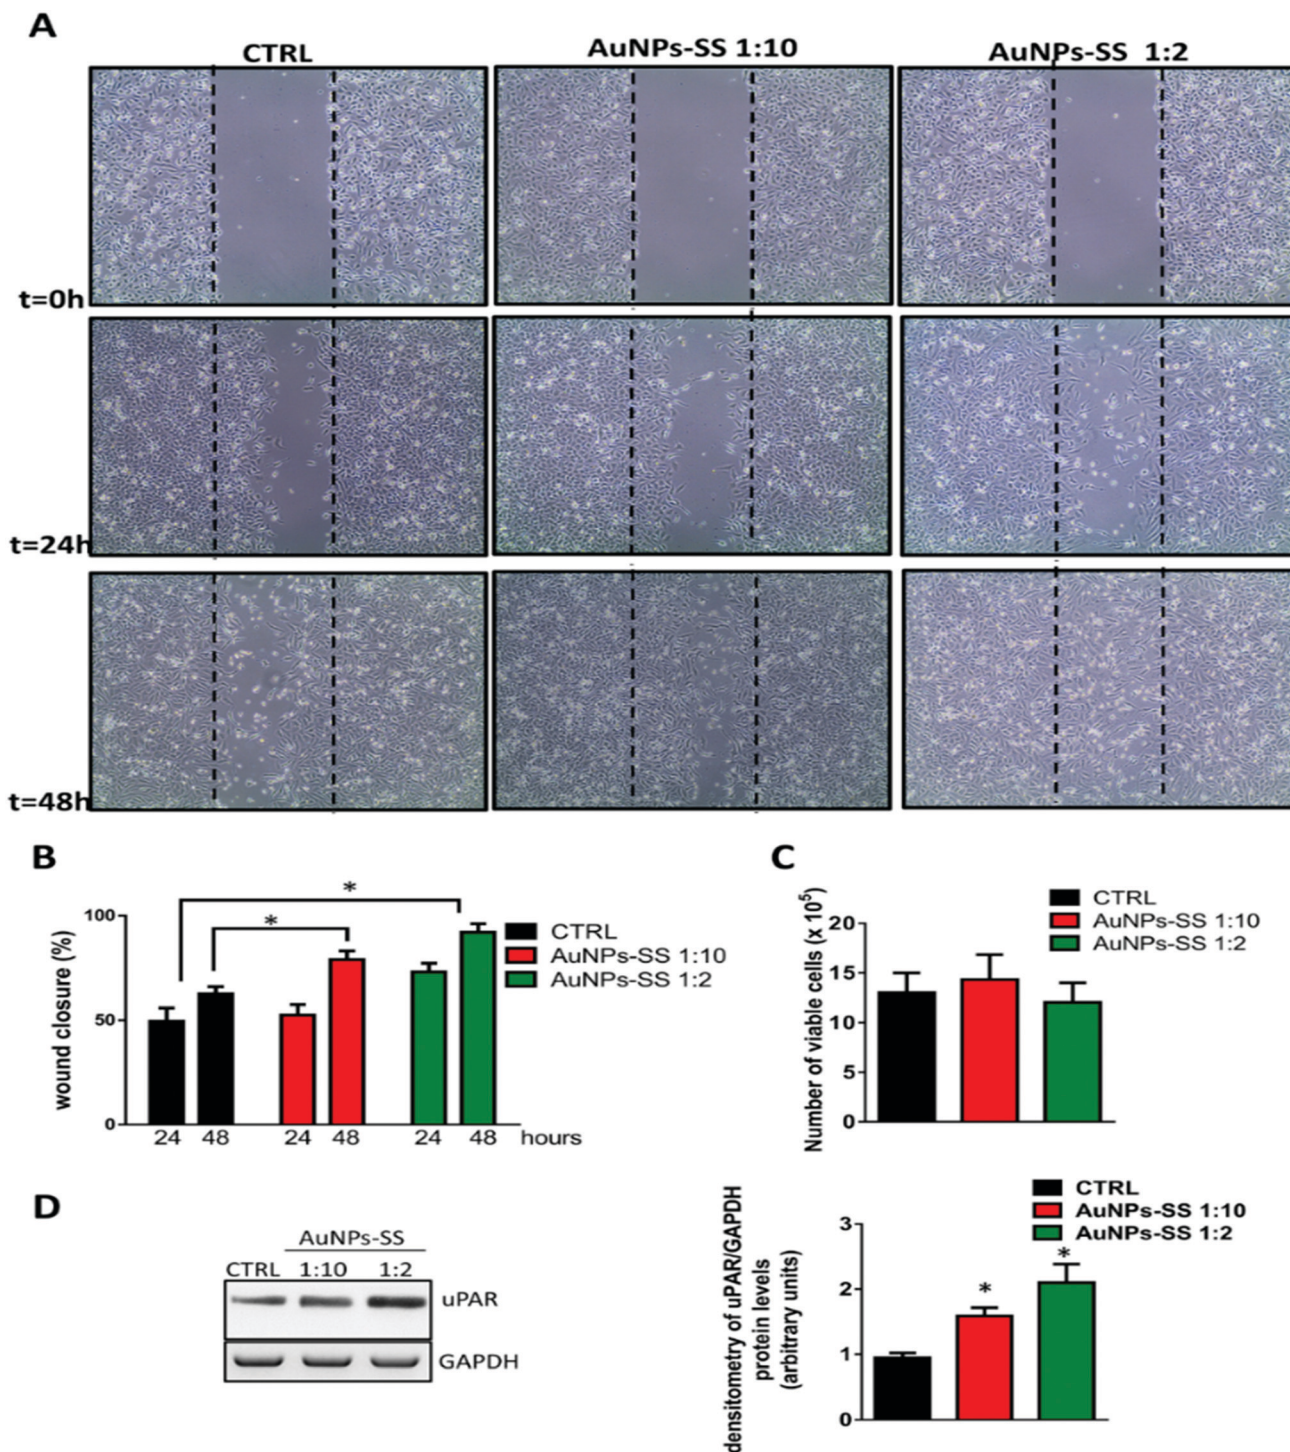 A
CTRL
AuNPs-SS 1:10
AuNPs-SS 1:2
t=0h
t=24h
t=48h
B
*
*
wound closure (%)
100
50
0
24 48 24 48 24 48 hours
CTRL
AuNPs-SS 1:10
AuNPs-SS 1:2
C
Number of viable cells (x 10⁵)
20
15
10
5
0
CTRL
AuNPs-SS 1:10
AuNPs-SS 1:2
D
AuNPs-SS
CTRL 1:10 1:2
uPAR
GAPDH
densitometry of uPAR/GAPDH
protein levels
(arbitrary units)
3
2
1
0
CTRL
AuNPs-SS 1:10
AuNPs-SS 1:2
*
*